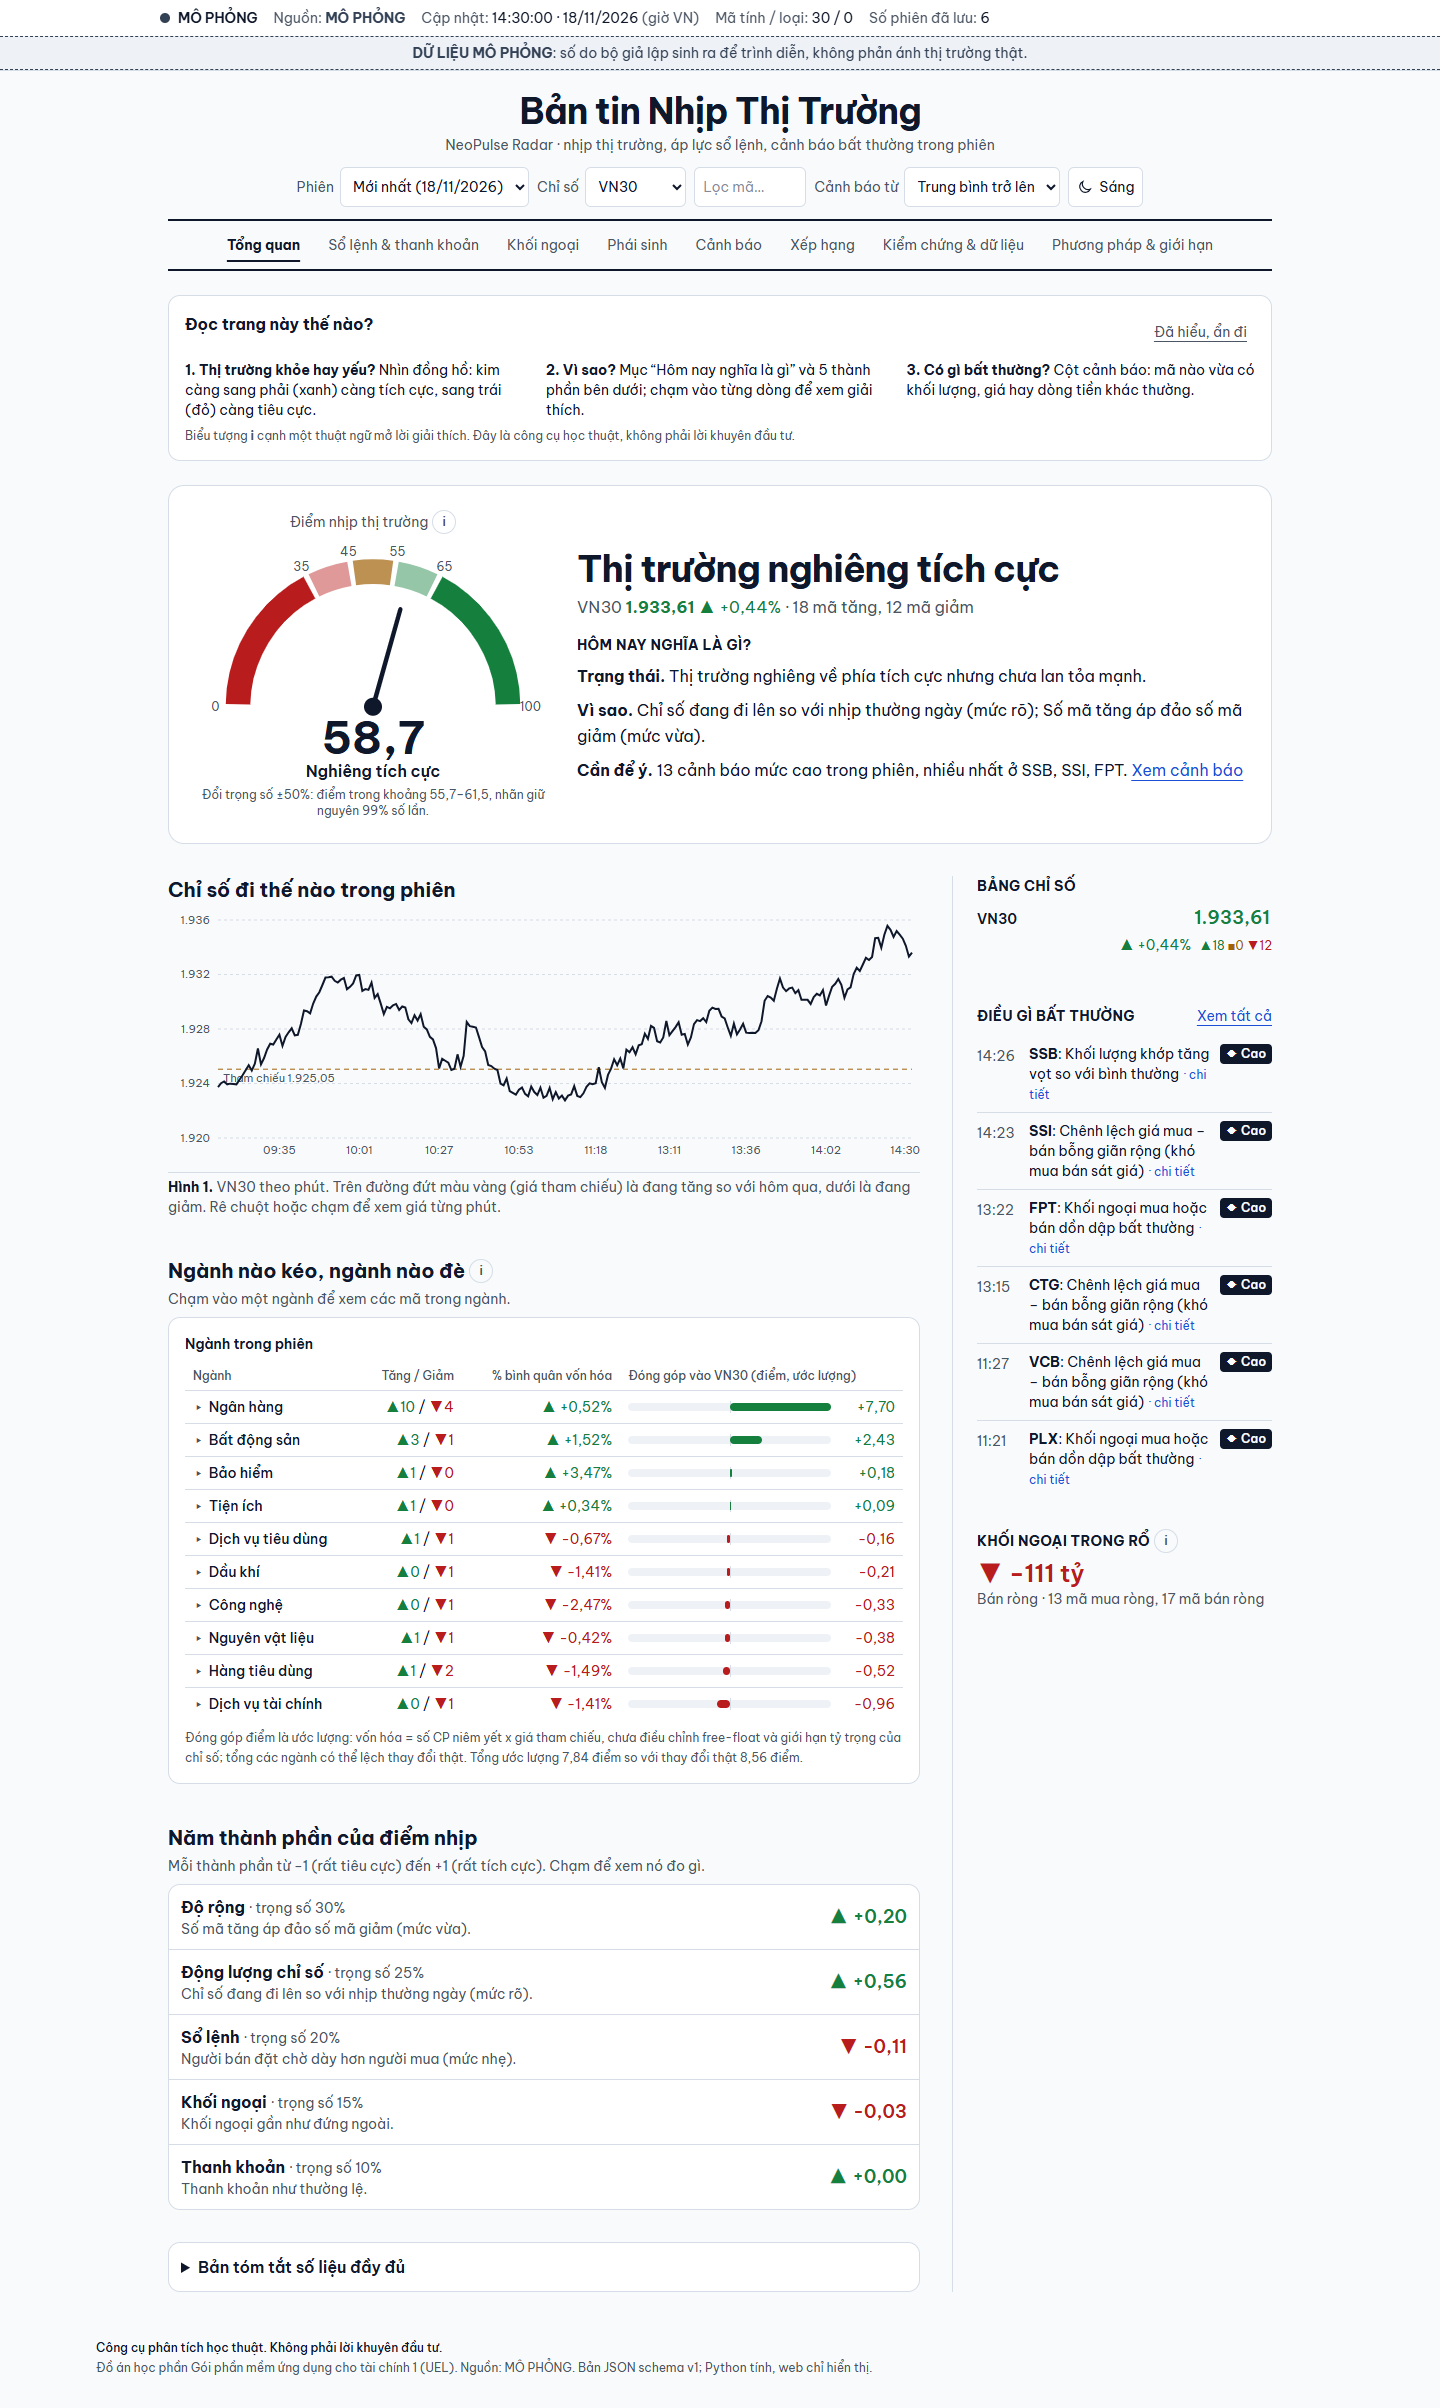 MÔ PHỎNG Nguồn: MÔ PHỎNG Cập nhật: 14:30:00 · 18/11/2026 (giờ VN) Mã tính / loại: 30 / 0 Số phiên đã lưu: 6
DỮ LIỆU MÔ PHỎNG: số do bộ giả lập sinh ra để trình diễn, không phản ánh thị trường thật.
Bản tin Nhịp Thị Trường
NeoPulse Radar · nhịp thị trường, áp lực sổ lệnh, cảnh báo bất thường trong phiên
Phiên Mới nhất (18/11/2026) Chỉ số VN30 Lọc mã... Cảnh báo từ Trung bình trở lên Sáng
Tổng quan Sổ lệnh & thanh khoản Khối ngoại Phái sinh Cảnh báo Xếp hạng Kiểm chứng & dữ liệu Phương pháp & giới hạn
Đọc trang này thế nào?
Đã hiểu, ẩn đi
1. Thị trường khỏe hay yếu? Nhìn đồng hồ: kim
càng sang phải (xanh) càng tích cực, sang trái
(đỏ) càng tiêu cực.
2. Vì sao? Mục “Hôm nay nghĩa là gì” và 5 thành
phần bên dưới; chạm vào từng dòng để xem giải
thích.
3. Có gì bất thường? Cột cảnh báo: mã nào vừa có
khối lượng, giá hay dòng tiền khác thường.
Biểu tượng i cạnh một thuật ngữ mở lời giải thích. Đây là công cụ học thuật, không phải lời khuyên đầu tư.
Điểm nhịp thị trường i
0
35
45
55
65
100
58,7
Nghiêng tích cực
Đổi trọng số ±50%: điểm trong khoảng 55,7–61,5, nhãn giữ
nguyên 99% số lần.
Thị trường nghiêng tích cực
VN30 1.933,61 ▲ +0,44% · 18 mã tăng, 12 mã giảm
HÔM NAY NGHĨA LÀ GÌ?
Trạng thái. Thị trường nghiêng về phía tích cực nhưng chưa lan tỏa mạnh.
Vì sao. Chỉ số đang đi lên so với nhịp thường ngày (mức rõ); Số mã tăng áp đảo số mã
giảm (mức vừa).
Cần để ý. 13 cảnh báo mức cao trong phiên, nhiều nhất ở SSB, SSI, FPT. Xem cảnh báo
Chỉ số đi thế nào trong phiên
1.936
1.932
1.928
1.924
1.920
Tham chiếu 1.925,05
09:35 10:01 10:27 10:53 11:18 13:11 13:36 14:02 14:30
Hình 1. VN30 theo phút. Trên đường đứt màu vàng (giá tham chiếu) là đang tăng so với hôm qua, dưới là đang
giảm. Rê chuột hoặc chạm để xem giá từng phút.
Ngành nào kéo, ngành nào đè i
Chạm vào một ngành để xem các mã trong ngành.
Ngành trong phiên
Ngành Tăng / Giảm % bình quân vốn hóa Đóng góp vào VN30 (điểm, ước lượng)
▸ Ngân hàng ▲10 / ▼4 ▲ +0,52% +7,70
▸ Bất động sản ▲3 / ▼1 ▲ +1,52% +2,43
▸ Bảo hiểm ▲1 / ▼0 ▲ +3,47% +0,18
▸ Tiện ích ▲1 / ▼0 ▲ +0,34% +0,09
▸ Dịch vụ tiêu dùng ▲1 / ▼1 ▼ -0,67% -0,16
▸ Dầu khí ▲0 / ▼1 ▼ -1,41% -0,21
▸ Công nghệ ▲0 / ▼1 ▼ -2,47% -0,33
▸ Nguyên vật liệu ▲1 / ▼1 ▼ -0,42% -0,38
▸ Hàng tiêu dùng ▲1 / ▼2 ▼ -1,49% -0,52
▸ Dịch vụ tài chính ▲0 / ▼1 ▼ -1,41% -0,96
Đóng góp điểm là ước lượng: vốn hóa = số CP niêm yết x giá tham chiếu, chưa điều chỉnh free-float và giới hạn tỷ trọng của
chỉ số; tổng các ngành có thể lệch thay đổi thật. Tổng ước lượng 7,84 điểm so với thay đổi thật 8,56 điểm.
Năm thành phần của điểm nhịp
Mỗi thành phần từ -1 (rất tiêu cực) đến +1 (rất tích cực). Chạm để xem nó đo gì.
Độ rộng · trọng số 30%
Số mã tăng áp đảo số mã giảm (mức vừa).
▲ +0,20
Động lượng chỉ số · trọng số 25%
Chỉ số đang đi lên so với nhịp thường ngày (mức rõ).
▲ +0,56
Sổ lệnh · trọng số 20%
Người bán đặt chờ dày hơn người mua (mức nhẹ).
▼ -0,11
Khối ngoại · trọng số 15%
Khối ngoại gần như đứng ngoài.
▼ -0,03
Thanh khoản · trọng số 10%
Thanh khoản như thường lệ.
▲ +0,00
▶ Bản tóm tắt số liệu đầy đủ
BẢNG CHỈ SỐ
VN30 1.933,61
▲ +0,44% ▲18 ■0 ▼12
ĐIỀU GÌ BẤT THƯỜNG Xem tất cả
14:26 SSB: Khối lượng khớp tăng
vọt so với bình thường · chi
tiết
Cao
14:23 SSI: Chênh lệch giá mua –
bán bỗng giãn rộng (khó
mua bán sát giá) · chi tiết
Cao
13:22 FPT: Khối ngoại mua hoặc
bán dồn dập bất thường ·
chi tiết
Cao
13:15 CTG: Chênh lệch giá mua
– bán bỗng giãn rộng (khó
mua bán sát giá) · chi tiết
Cao
11:27 VCB: Chênh lệch giá mua
– bán bỗng giãn rộng (khó
mua bán sát giá) · chi tiết
Cao
11:21 PLX: Khối ngoại mua hoặc
bán dồn dập bất thường ·
chi tiết
Cao
KHỐI NGOẠI TRONG RỔ i
▼ -111 tỷ
Bán ròng · 13 mã mua ròng, 17 mã bán ròng
Công cụ phân tích học thuật. Không phải lời khuyên đầu tư.
Đồ án học phần Gói phần mềm ứng dụng cho tài chính 1 (UEL). Nguồn: MÔ PHỎNG. Bản JSON schema v1; Python tính, web chỉ hiển thị.